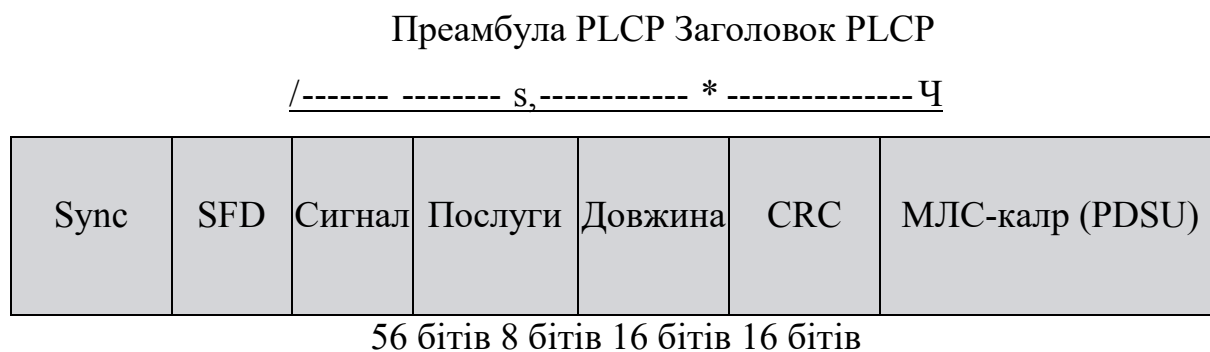 Преамбула PLCP Заголовок PLCP
/------- -------- s,------------ * ---------------Ч
Sync SFD Сигнал Послуги Довжина CRC МЛС-калр (PDSU)
56 бітів 8 бітів 16 бітів 16 бітів